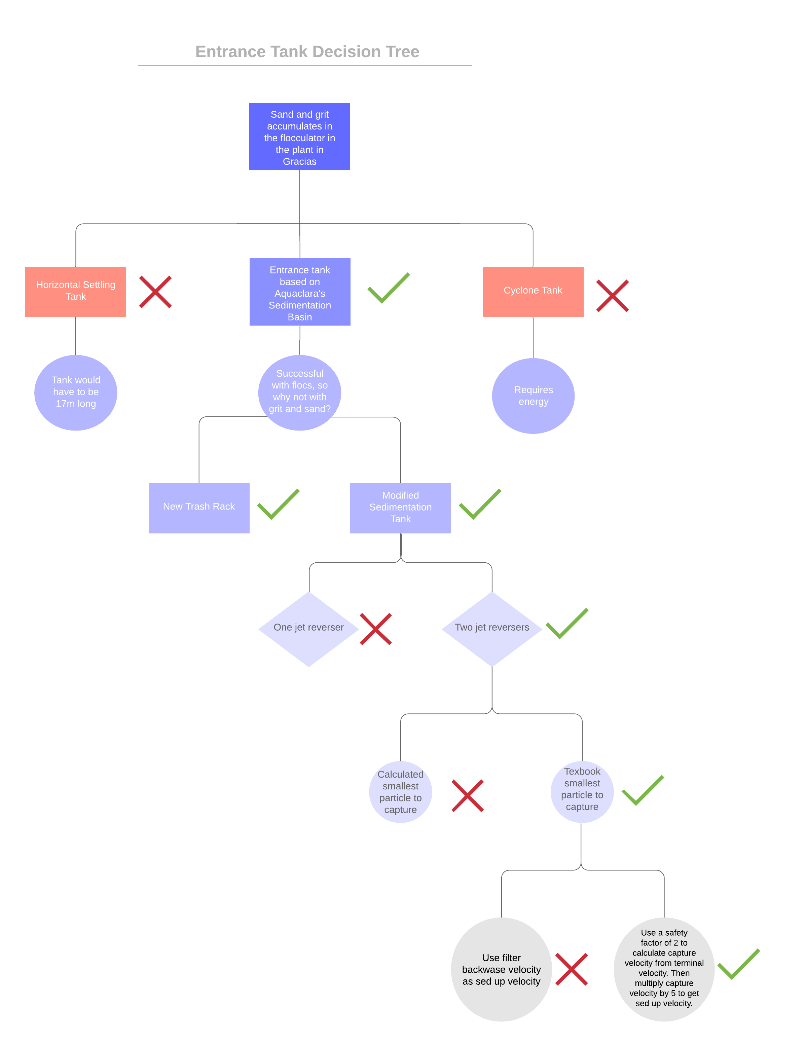 Entrance Tank Decision Tree
Sand and grit
accumulates in
the flocculator in
the plant in
Gracias
Horizontal Settling
Tank
Entrance tank
based on
Aquaclara's
Sedimentation
Basin
Cyclone Tank
Tank would
have to be
17m long
Successful
with flocs, so
why not with
grit and sand?
Requires
energy
New Trash Rack
Modified
Sedimentation
Tank
One jet reverser
Two jet reversers
Calculated
smallest
particle to
capture
Texbook
smallest
particle to
capture
Use filter
backwase velocity
as sed up velocity
Use a safety
factor of 2 to
calculate capture
velocity from terminal
velocity. Then
multiply capture
velocity by 5 to get
sed up velocity.